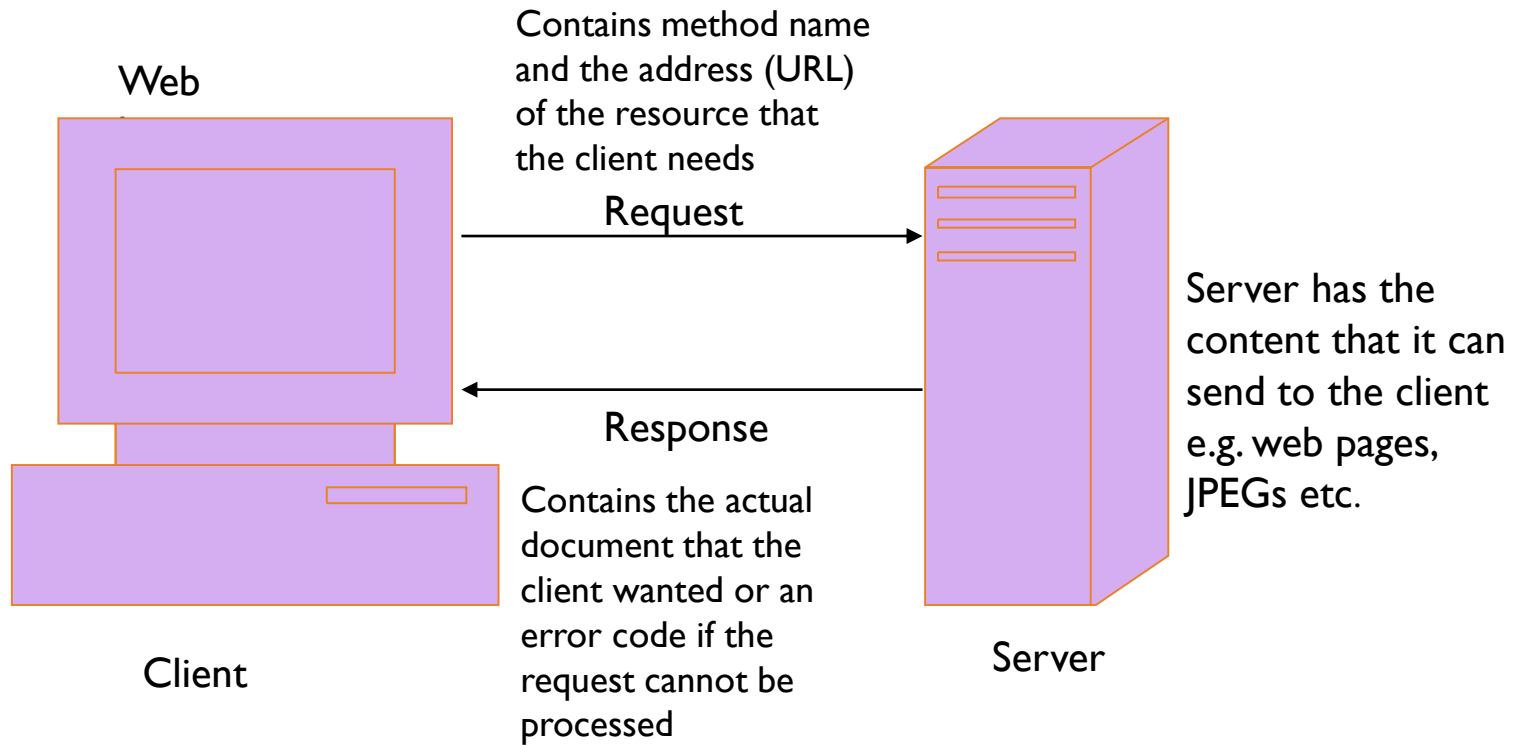 Web
Contains method name
and the address (URL)
of the resource that
the client needs
Request
Server has the
content that it can
send to the client
e.g. web pages,
JPEGs etc.
Response
Contains the actual
document that the
client wanted or an
error code if the
request cannot be
processed
Client
Server